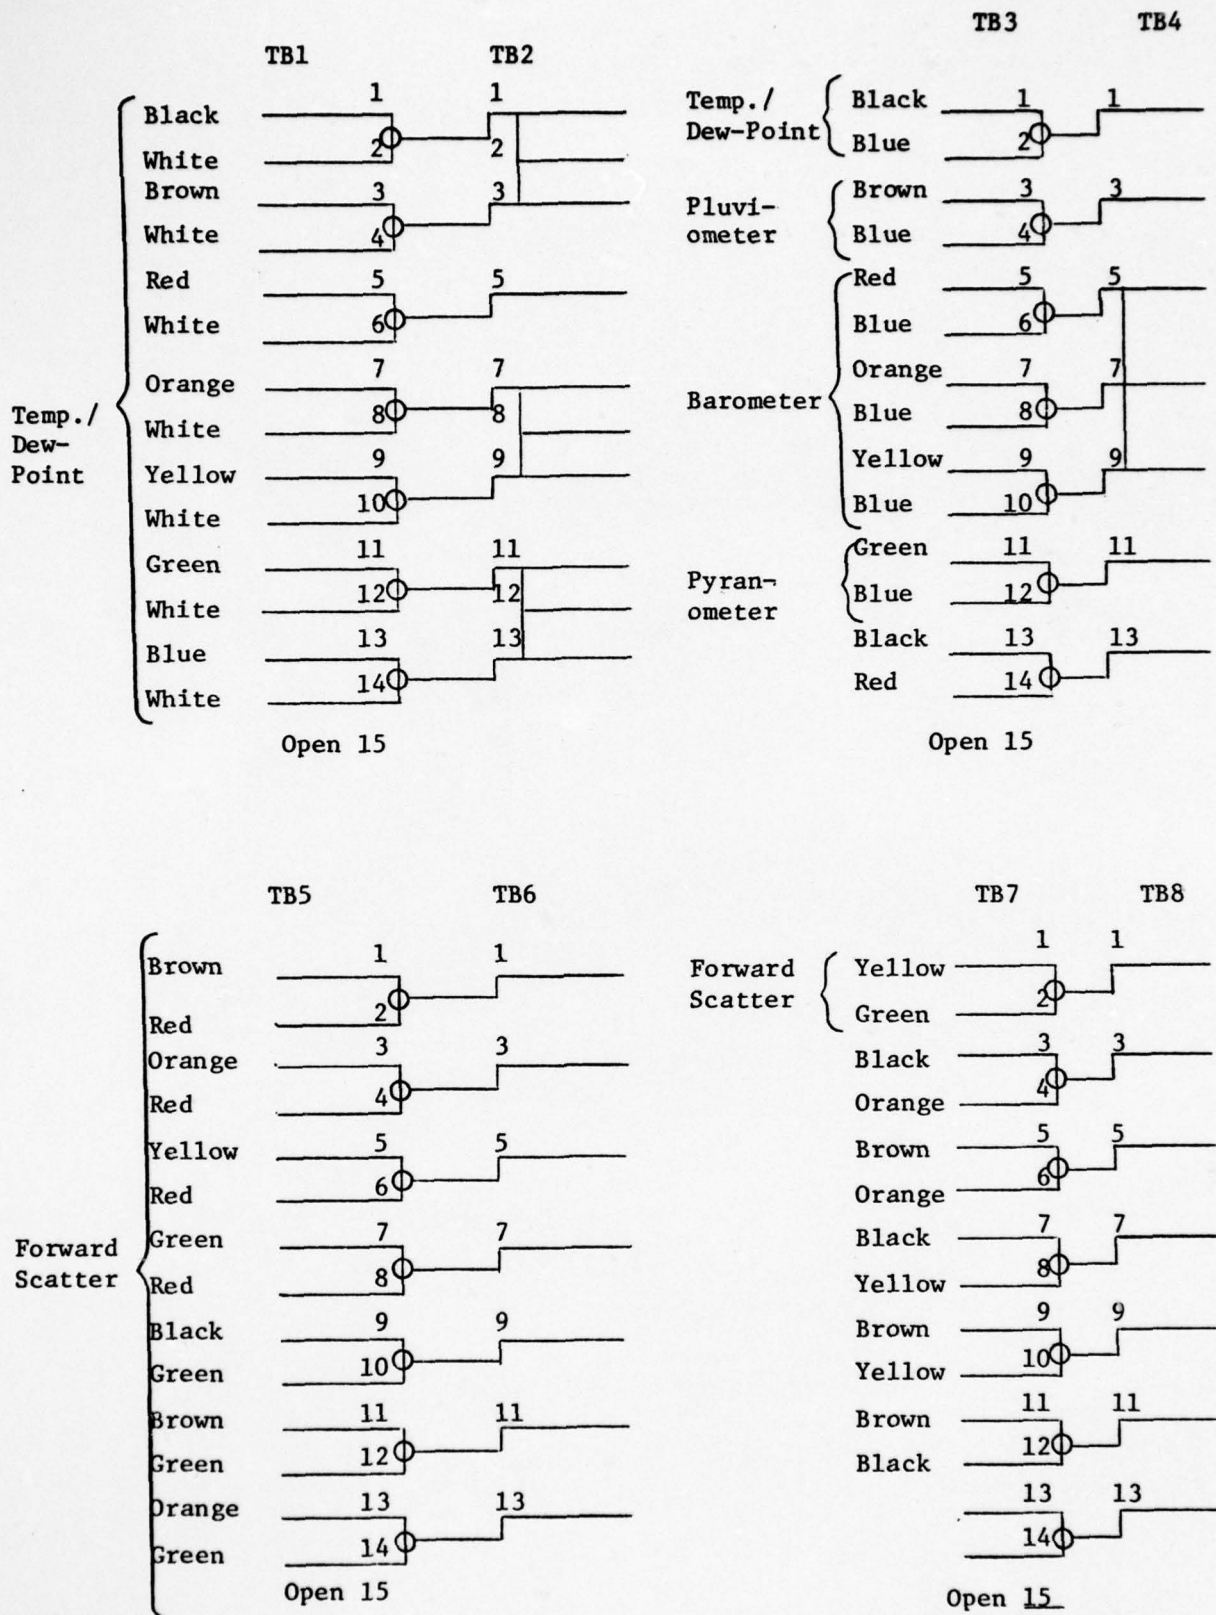 TB1 TB2
Black 1 1
White 2 2
Brown 3 3
White 4
Red 5 5
White 6
Orange 7 7
White 8 8
Yellow 9 9
White 10
Green 11 11
White 12 12
Blue 13 13
White 14
Temp./
Dew-
Point
Open 15
TB3 TB4
Temp./
Dew-Point
Black 1 1
Blue 2
Pluvi-
ometer
Brown 3 3
Blue 4
Barometer
Red 5 5
Blue 6
Orange 7 7
Blue 8
Yellow 9 9
Blue 10
Pyran-
ometer
Green 11 11
Blue 12
Black 13 13
Red 14
Open 15
TB5 TB6
Forward
Scatter
Brown 1 1
Red 2
Orange 3 3
Red 4
Yellow 5 5
Red 6
Green 7 7
Red 8
Black 9 9
Green 10
Brown 11 11
Green 12
Orange 13 13
Green 14
Open 15
TB7 TB8
Forward
Scatter
Yellow 1 1
Green 2
Black 3 3
Orange 4
Brown 5 5
Orange 6
Black 7 7
Yellow 8
Brown 9 9
Yellow 10
Brown 11 11
Black 12
13 13
14
Open 15